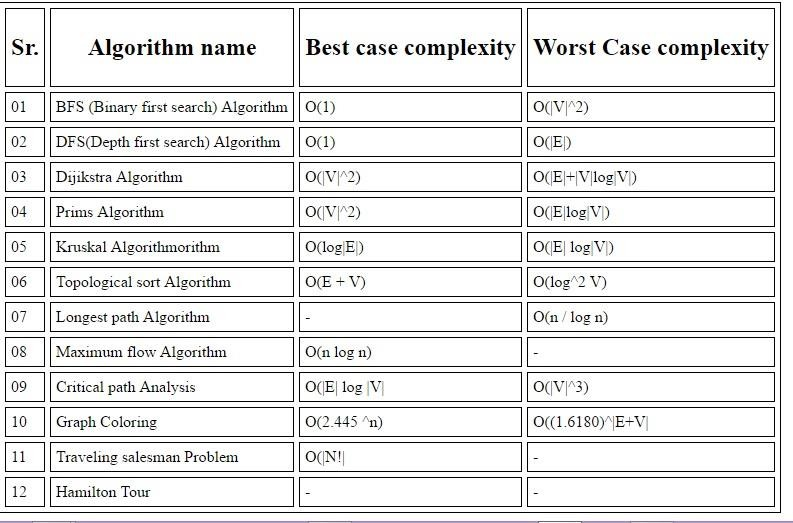 Sr. Algorithm name Best case complexity Worst Case complexity
01 BFS (Binary first search) Algorithm O(1) O(|V|^2)
02 DFS(Depth first search) Algorithm O(1) O(|E|)
03 Dijikstra Algorithm O(|V|^2) O(|E|+|V|log|V|)
04 Prims Algorithm O(|V|^2) O(|E|log|V|)
05 Kruskal Algorithmorithm O(log|E|) O(|E| log|V|)
06 Topological sort Algorithm O(E + V) O(log^2 V)
07 Longest path Algorithm - O(n / log n)
08 Maximum flow Algorithm O(n log n) -
09 Critical path Analysis O(|E| log |V| O(|V|^3)
10 Graph Coloring O(2.445 ^n) O((1.6180)^|E+V|
11 Traveling salesman Problem O(|N!| -
12 Hamilton Tour - -